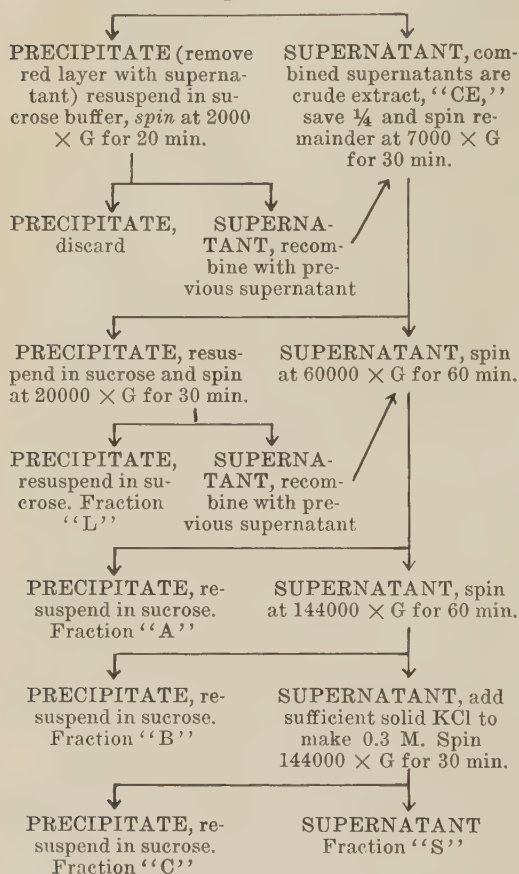 PRECIPITATE (remove
red layer with superna-
tant) resuspend in su-
crose buffer, spin at 2000
× G for 20 min.
SUPERNATANT, com-
bined supernatants are
crude extract, ‘‘CE,’’
save ¼ and spin re-
mainder at 7000 × G
for 30 min.
PRECIPITATE,
discard
SUPERNA-
TANT, recom-
bine with pre-
vious supernatant
PRECIPITATE, resus-
pend in sucrose and spin
at 20000 × G for 30 min.
SUPERNATANT, spin
at 60000 × G for 60 min.
PRECIPITATE,
resuspend in su-
crose. Fraction
‘‘L’’
SUPERNA-
TANT, recom-
bine with pre-
vious supernatant
PRECIPITATE, re-
suspend in sucrose.
Fraction ‘‘A’’
SUPERNATANT, spin
at 144000 × G for 60 min.
PRECIPITATE, re-
suspend in sucrose.
Fraction ‘‘B’’
SUPERNATANT, add
sufficient solid KCl to
make 0.3 M. Spin
144000 × G for 30 min.
PRECIPITATE, re-
suspend in sucrose.
Fraction ‘‘C’’
SUPERNATANT
Fraction ‘‘S’’